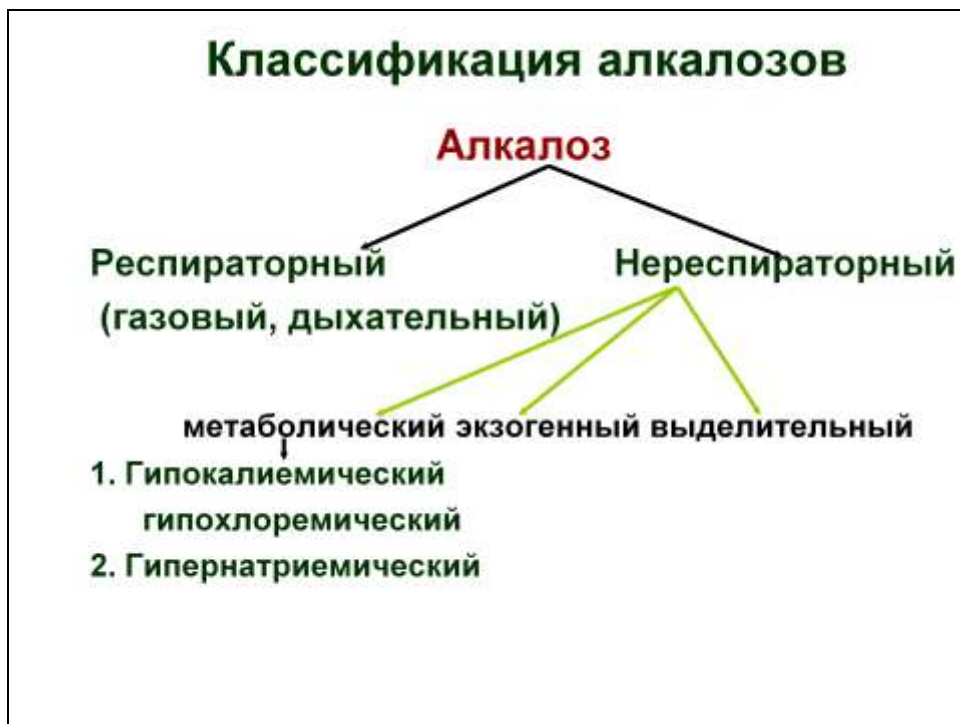 Классификация алкалозов
Алкалоз
Респираторный Нереспираторный
(газовый, дыхательный)
метаболический экзогенный выделительный
1. Гипокалиемический
гипохлоремический
2. Гипернатриемический